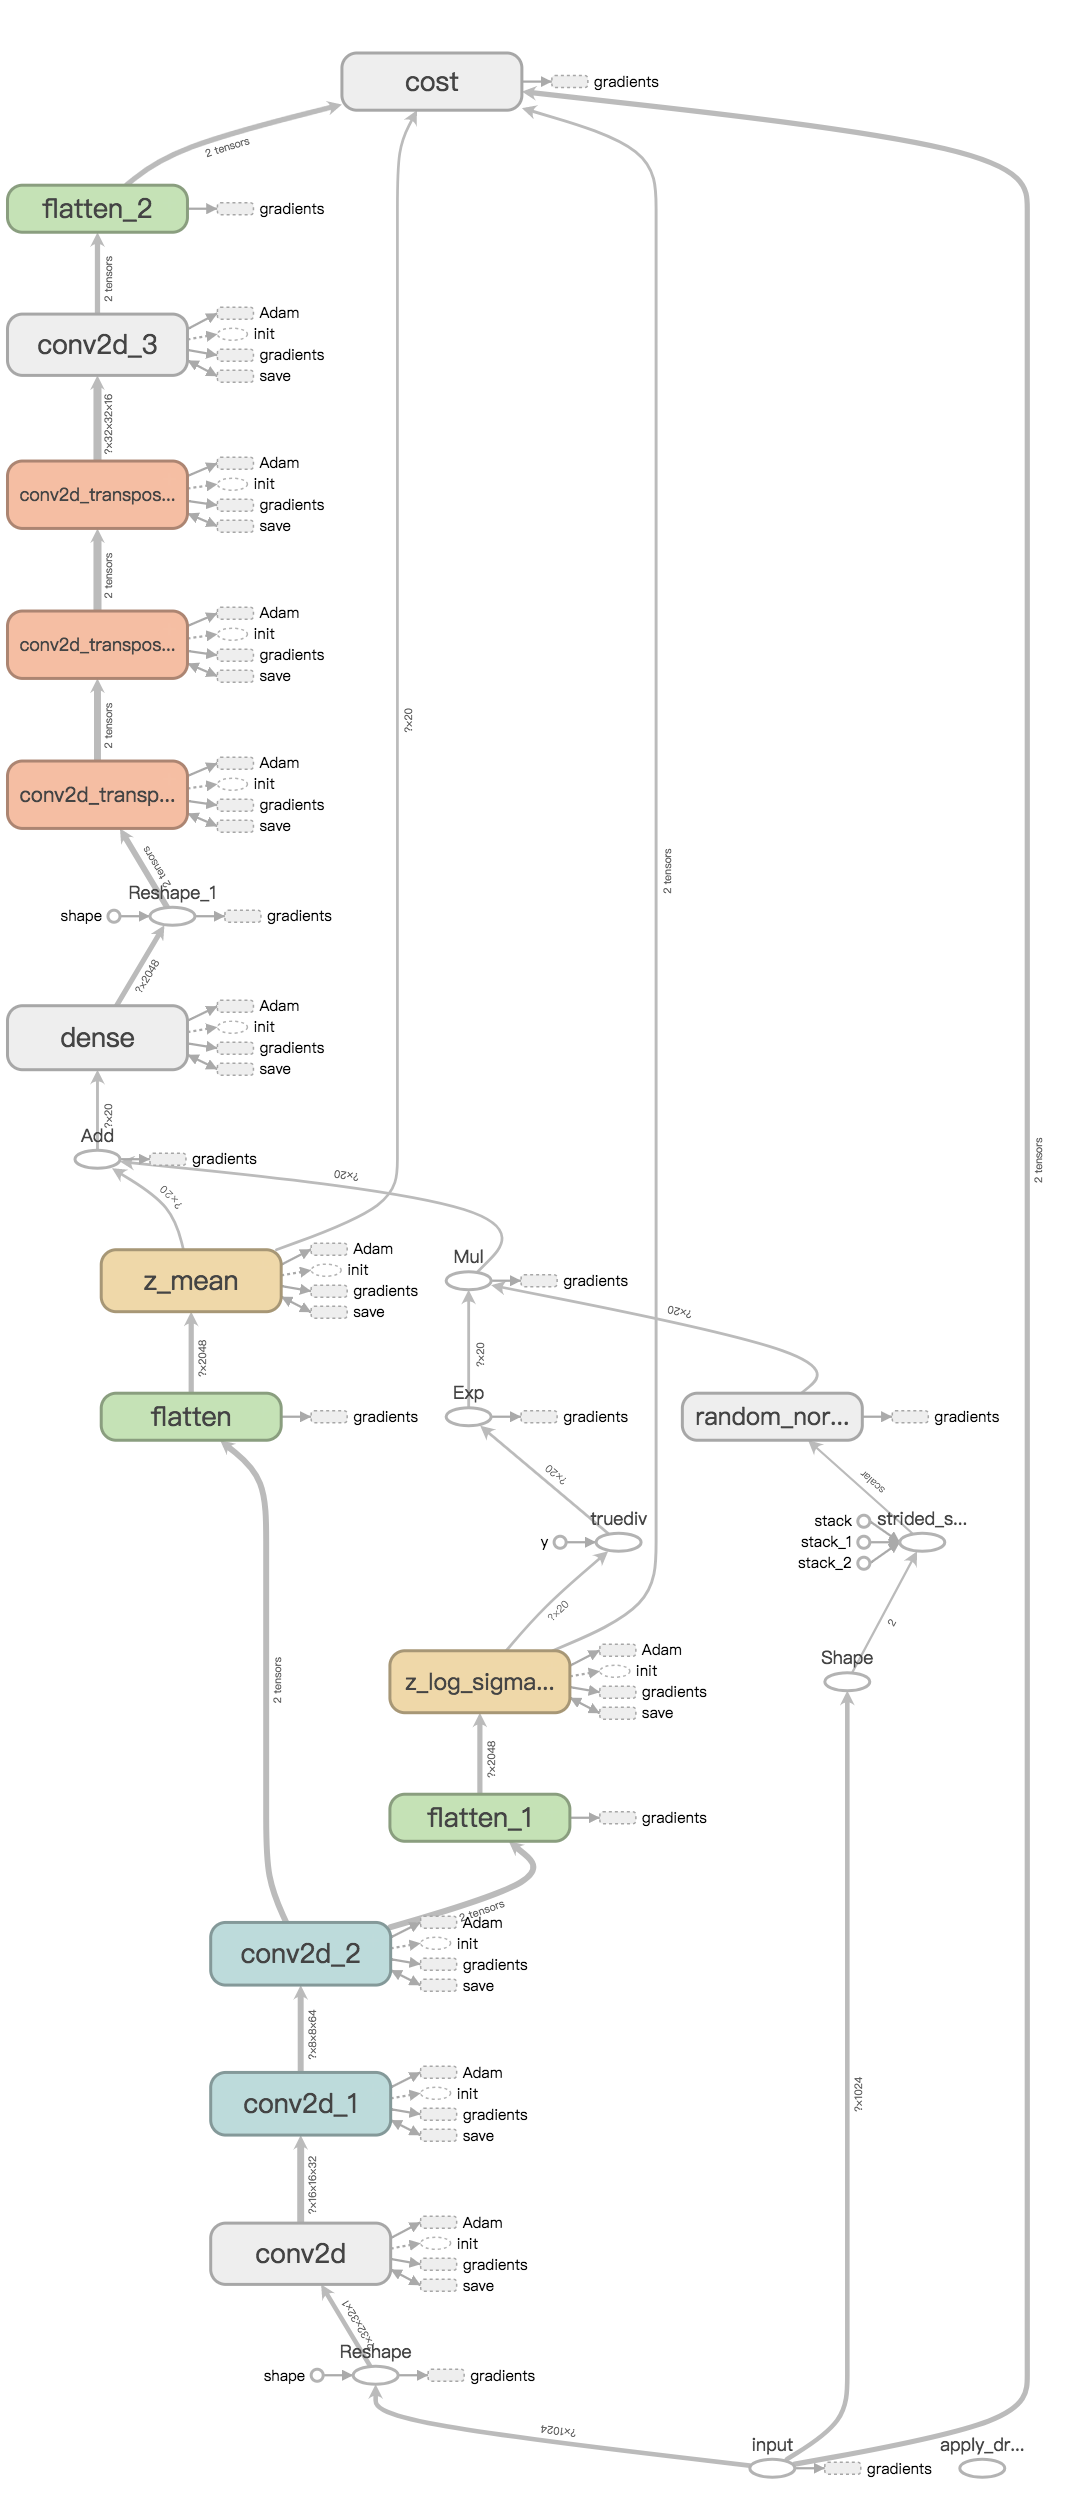 cost
gradients
2 tensors
flatten_2
gradients
2 tensors
conv2d_3
Adam
init
gradients
save
?×32×32×16
conv2d_transpos...
Adam
init
gradients
save
2 tensors
conv2d_transpos...
Adam
init
gradients
save
2 tensors
?×20
conv2d_transp...
Adam
init
gradients
save
2 tensors
2 tensors
Reshape_1
shape
gradients
?×2048
dense
Adam
init
gradients
save
?×20
Add
gradients
2 tensors
?×20
?×20
z_mean
Adam
init
gradients
save
Mul
gradients
?×20
?×2048
?×20
flatten
gradients
Exp
gradients
random_nor...
gradients
?×20
scalar
truediv
y
strided_s...
stack
stack_1
stack_2
?×20
2
Shape
z_log_sigma...
Adam
init
gradients
save
2 tensors
?×2048
flatten_1
gradients
2 tensors
conv2d_2
Adam
init
gradients
save
?×8×8×64
conv2d_1
Adam
init
gradients
save
?×1024
?×16×16×32
conv2d
Adam
init
gradients
save
?×32×32×1
Reshape
shape
gradients
?×1024
input
gradients
apply_dr...